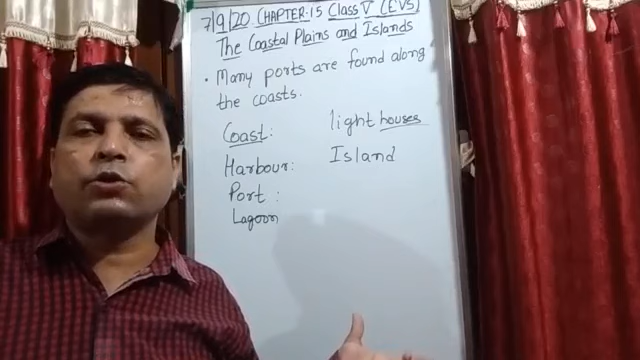 7/9/20 CHAPTER-15 Class V (EVS)
The Coastal Plains and Islands
• Many ports are found along
the coasts.
Coast: light houses
Harbour: Island
Port :
Lagoon